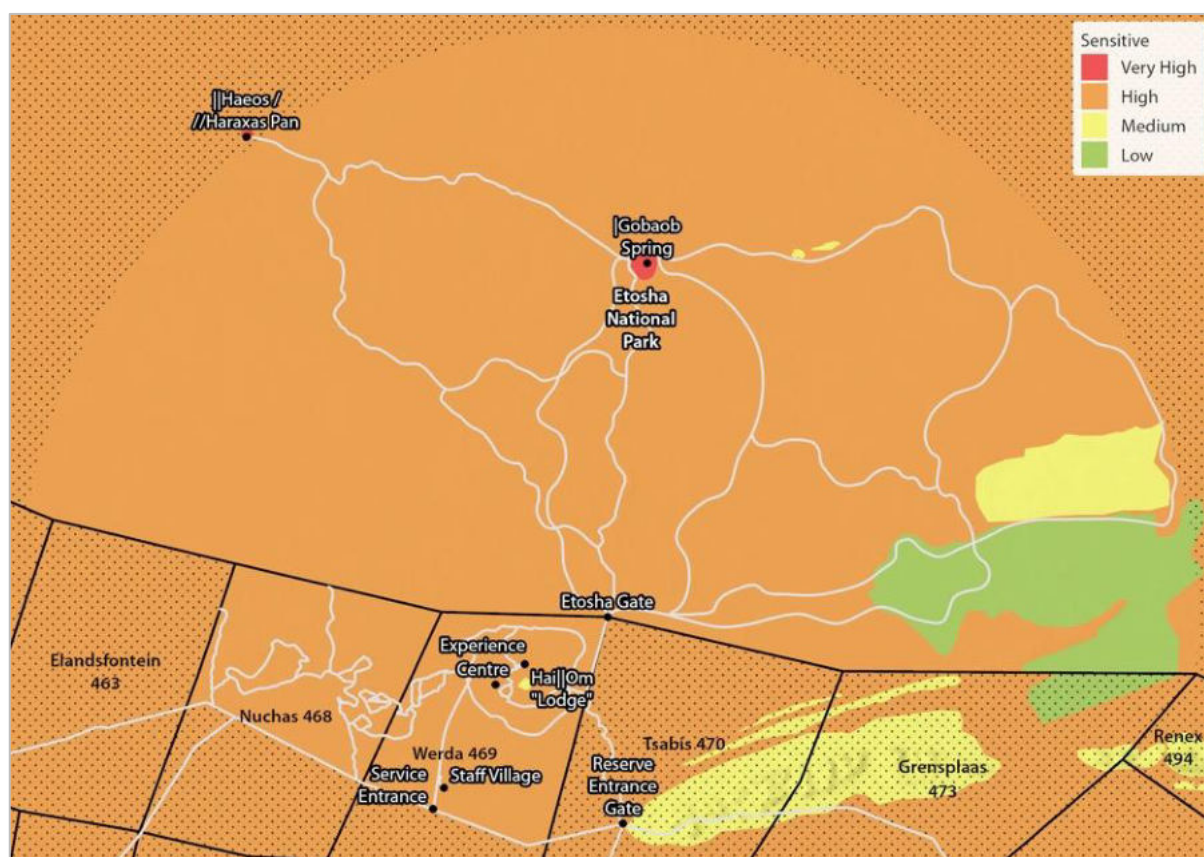 Sensitive
Very High
High
Medium
Low
||Haeos /
//Haraxas Pan
|Gobaob
Spring
Etosha
National
Park
Etosha Gate
Experience
Centre
Hai||Om
"Lodge"
Elandsfontein
463
Nuchas 468
Werda 469
Staff Village
Service
Entrance
Tsabis 470
Reserve
Entrance
Gate
Grensplaas
473
Renex
494